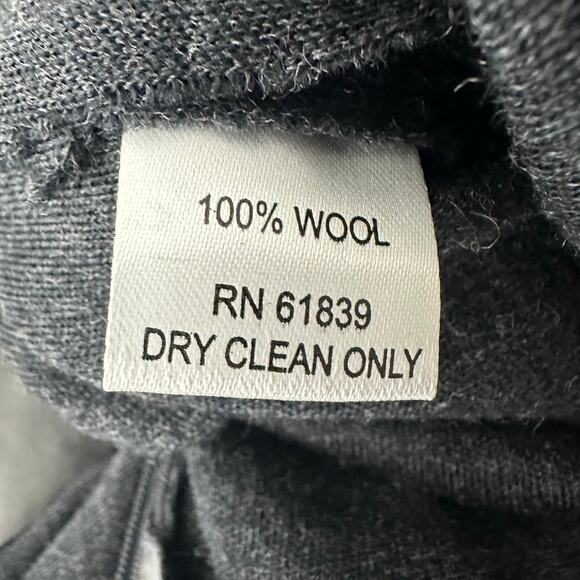 100% WOOL
RN 61839
DRY CLEAN ONLY